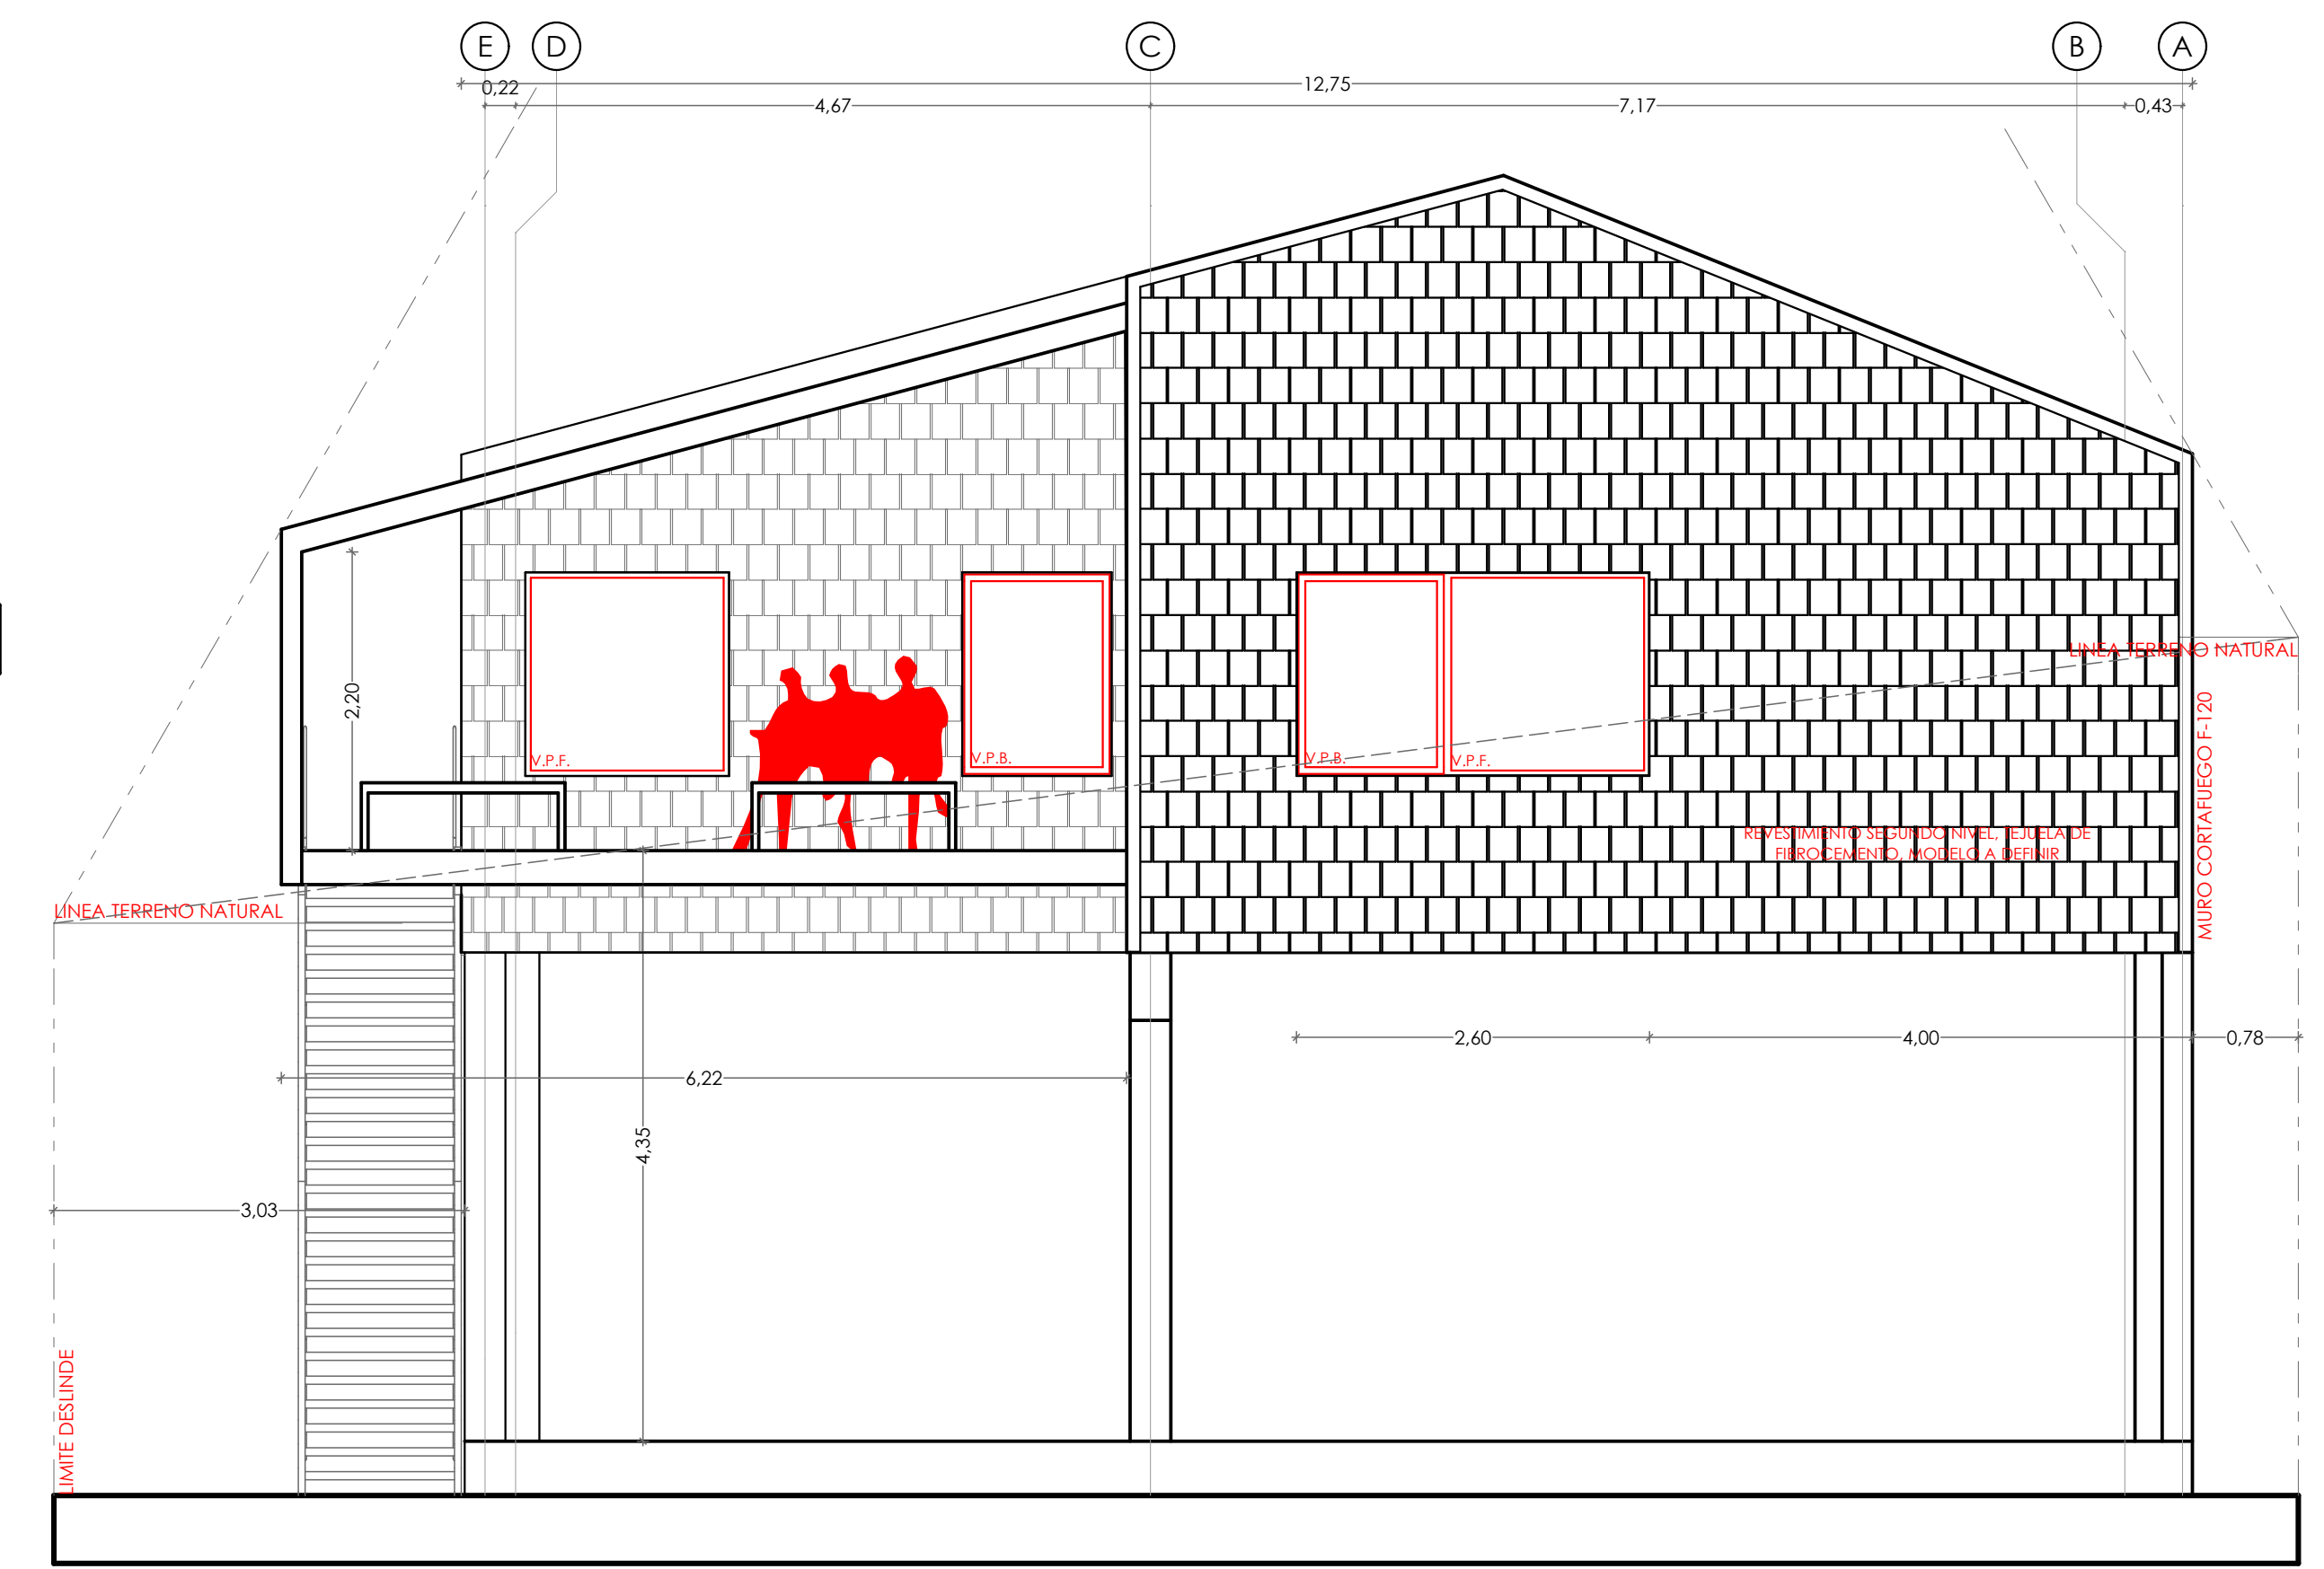 E D C B A
12,75
0,22 4,67 7,17 0,43
2,20
LINEA TERRENO NATURAL
MURO CORTAFUEGO F-120
V.P.F. V.P.B. V.P.B. V.P.F.
REVESTIMIENTO SEGUNDO NIVEL, TEJUELA DE
FIBROCEMENTO, MODELO A DEFINIR
LINEA TERRENO NATURAL
2,60 4,00 0,78
6,22
4,35
3,03
LIMITE DESLINDE